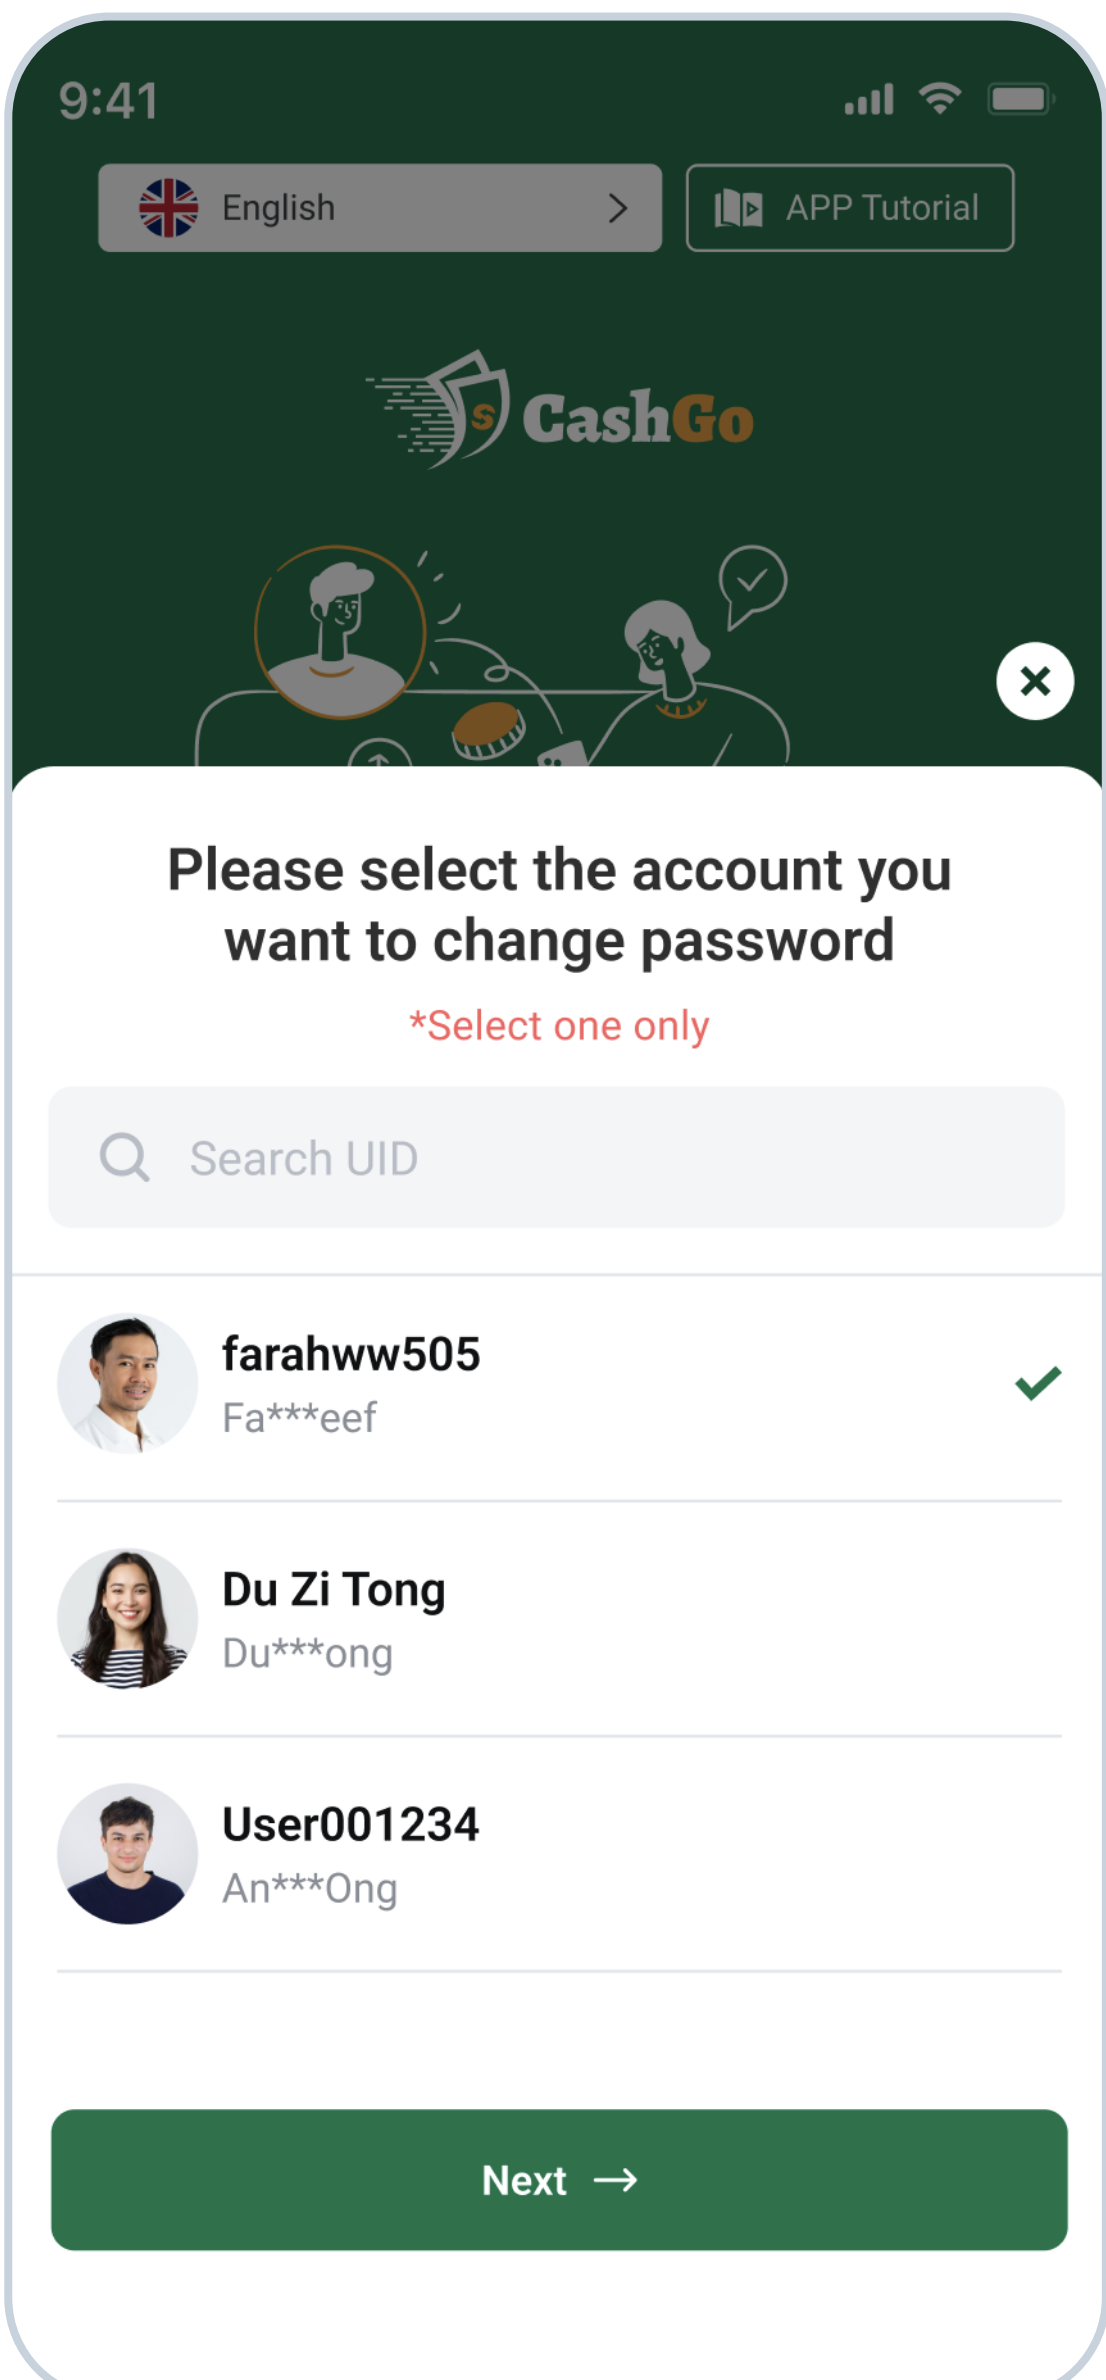 9:41
English
APP Tutorial
CashGo
Please select the account you
want to change password
*Select one only
Search UID
farahww505
Fa***eef
Du Zi Tong
Du***ong
User001234
An***Ong
Next